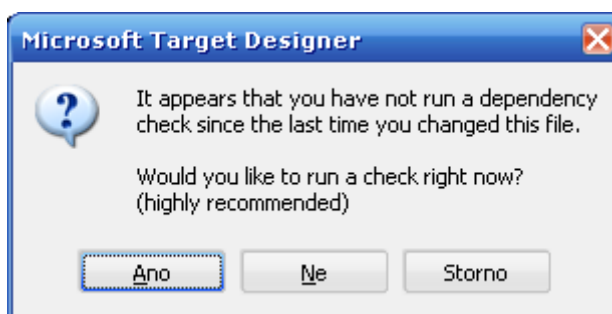 Microsoft Target Designer
It appears that you have not run a dependency
check since the last time you changed this file.
Would you like to run a check right now?
(highly recommended)
Ano
Ne
Storno